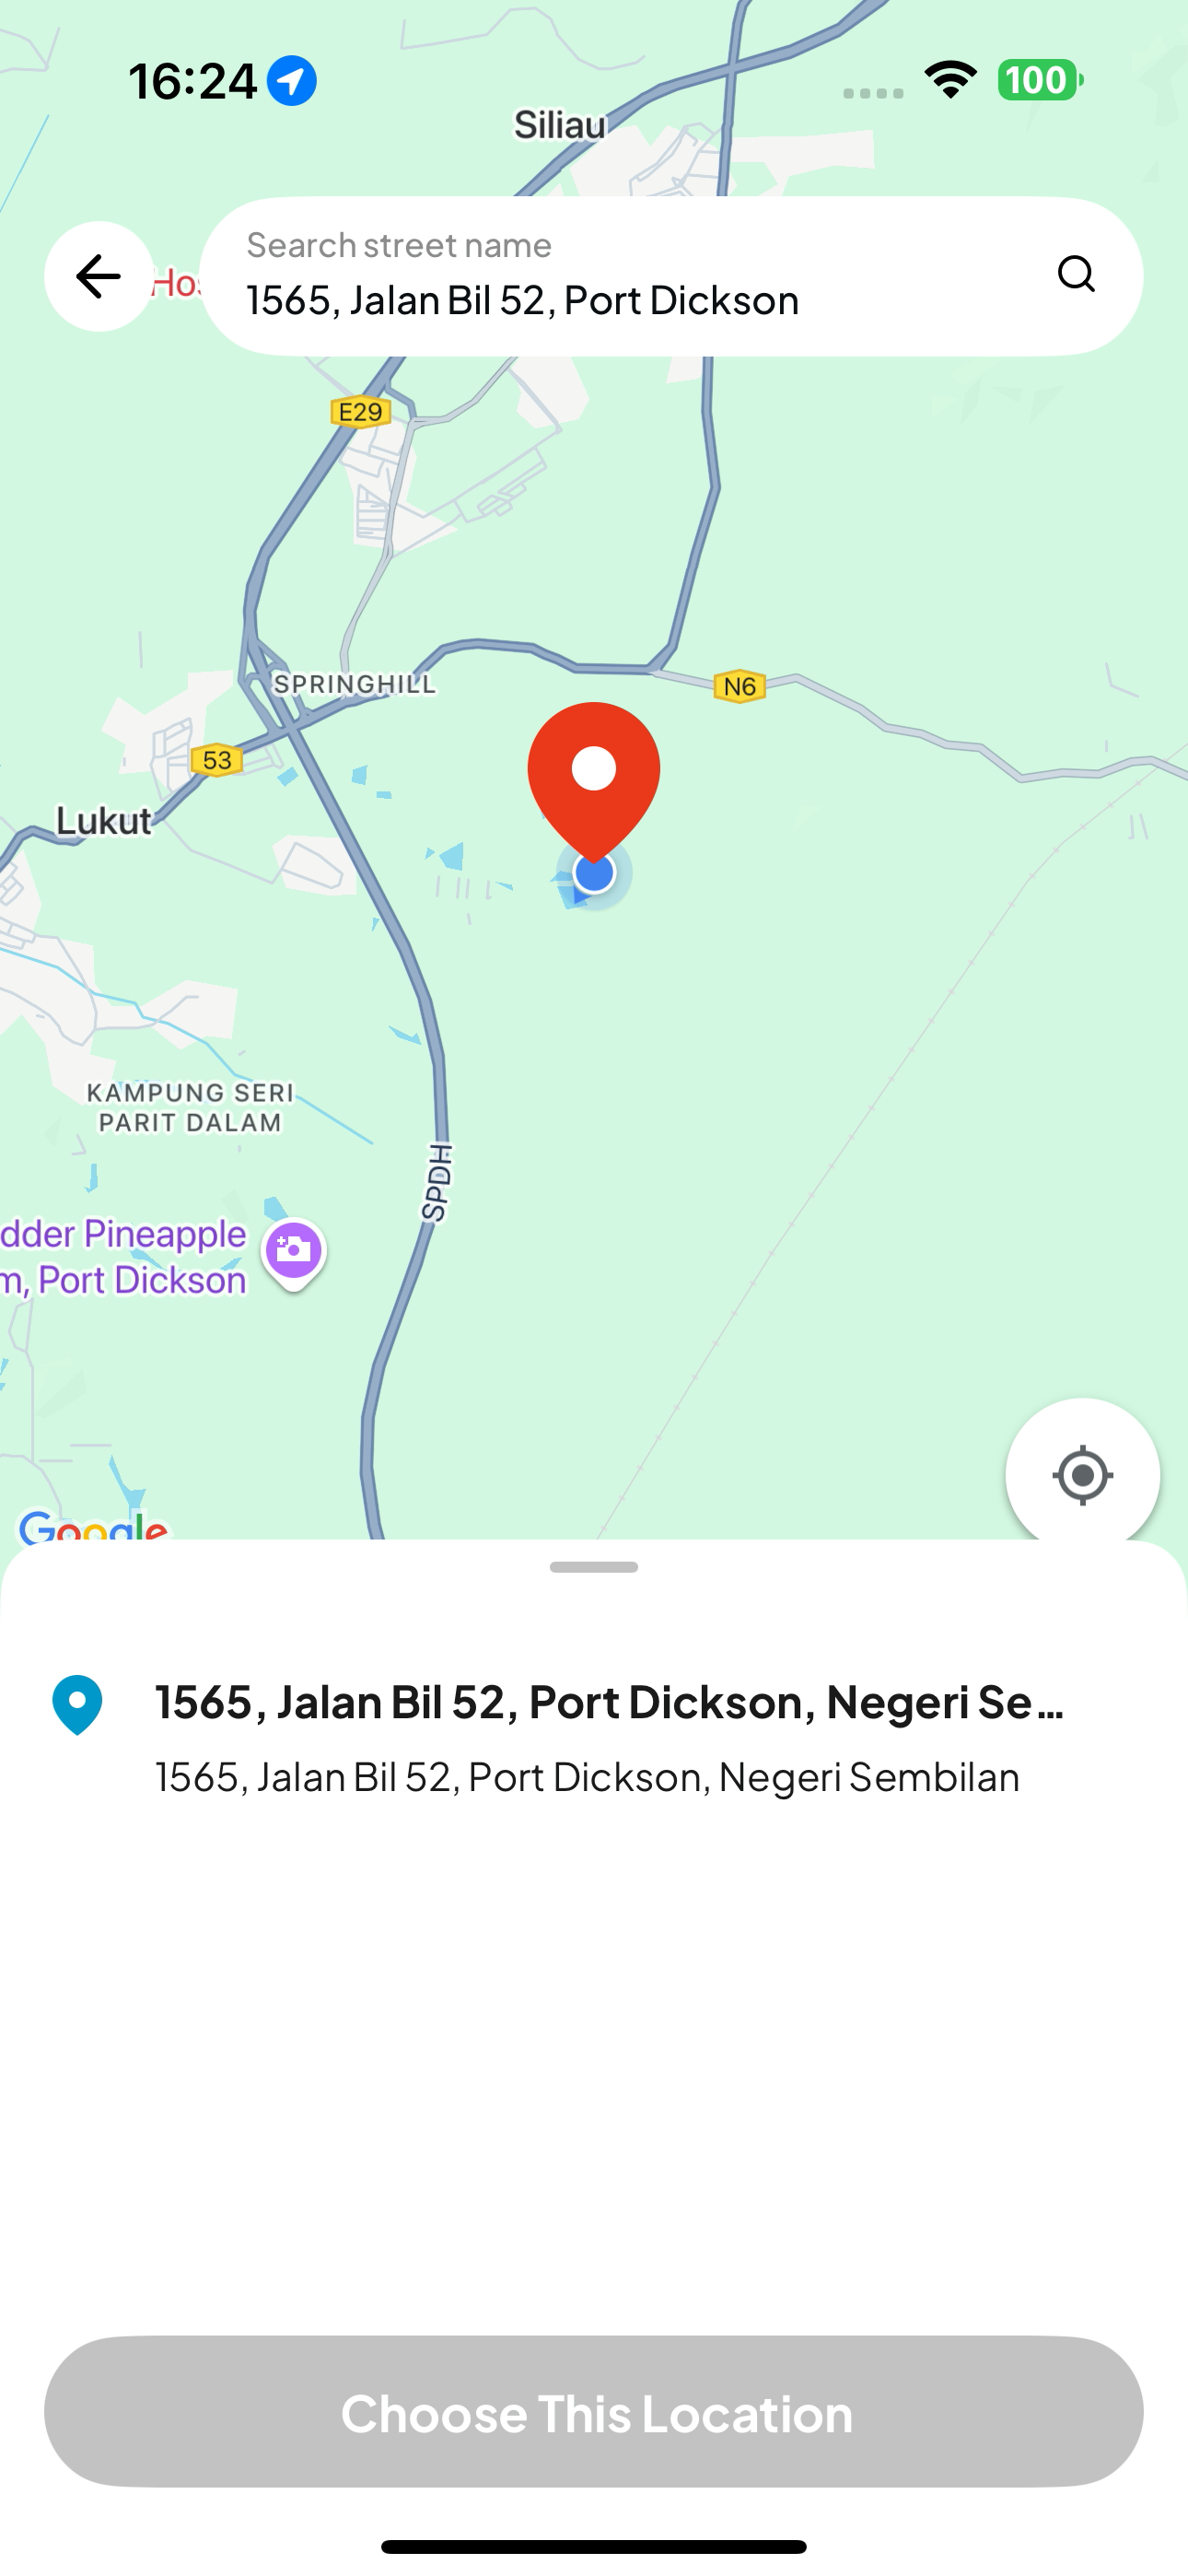 16:24
100
Siliau
Search street name
1565, Jalan Bil 52, Port Dickson
E29
SPRINGHILL
N6
53
Lukut
KAMPUNG SERI
PARIT DALAM
SPDH
dder Pineapple
m, Port Dickson
Google
1565, Jalan Bil 52, Port Dickson, Negeri Se...
1565, Jalan Bil 52, Port Dickson, Negeri Sembilan
Choose This Location